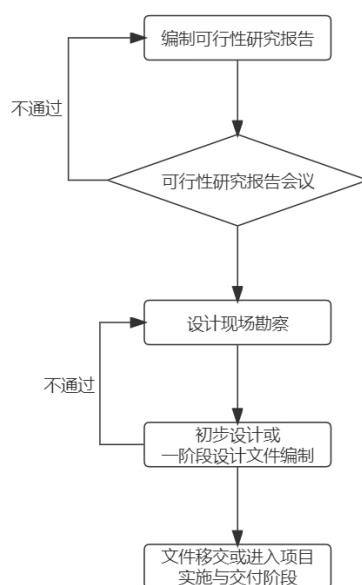 编制可行性研究报告
不通过
可行性研究报告会议
设计现场勘察
不通过
初步设计或
一阶段设计文件编制
文件移交或进入项目
实施与交付阶段